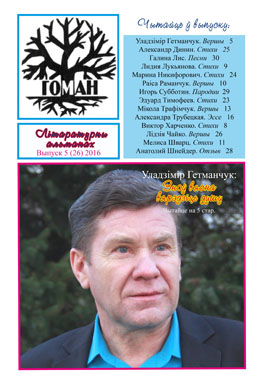 ГОМАН
Літаратурны
альманах
Выпуск 5 (26) 2016
Чытайце ў выпуску:
Уладзімір Гетманчук. Вершы 5
Александр Динин. Стихи 25
Галина Лис. Песни 30
Лидия Лукьянова. Стихи 9
Марина Никифорович. Стихи 24
Раіса Раманчук. Вершы 10
Игорь Субботин. Пародии 29
Эдуард Тимофеев. Стихи 23
Мікола Трафімчук. Вершы 13
Александра Трубецкая. Эссе 16
Виктор Харченко. Стихи 8
Лідзія Чайко. Вершы 26
Мелиса Шварц. Стихи 11
Анатолий Шнейдер. Отзыв 28
Уладзімір Гетманчук:
душу
Чытайце на 5 стар.